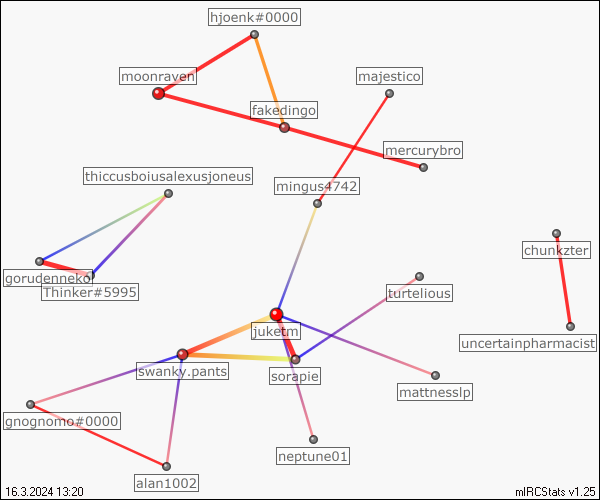 hjoenk#0000
moonraven
majestico
fakedingo
mercurybro
thiccusboiusalexusjoneus
mingus4742
chunkzter
gorudenneko
Thinker#5995
turtelious
juketm
uncertainpharmacist
swanky.pants
sorapie
mattnesslp
gnognomo#0000
neptune01
alan1002
16.3.2024 13:20
mIRCStats v1.25